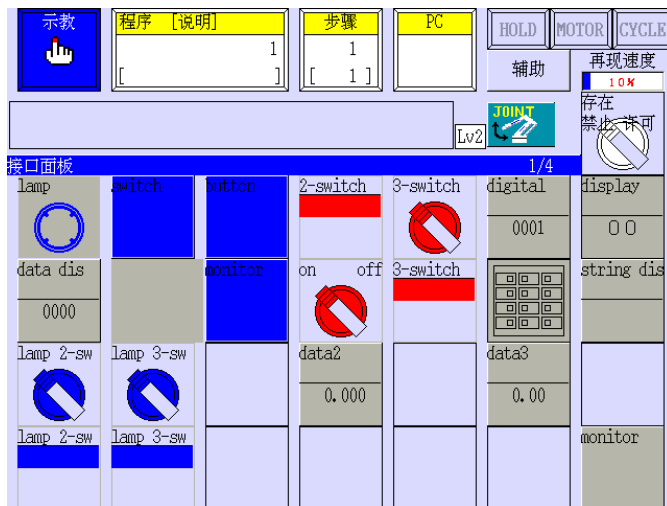 示教
程序 [说明]
步骤
PC
HOLD
MOTOR
CYCLE
1
[ ]
1
[ 1 ]
辅助
再现速度
10%
存在
禁止 许可
JOINT
Lv2
接口面板
1/4
lamp
switch
button
2-switch
3-switch
digital
display
0001
00
data dis
monitor
on off
3-switch
string dis
0000
lamp 2-sw
lamp 3-sw
data2
data3
0.000
0.00
lamp 2-sw
lamp 3-sw
monitor